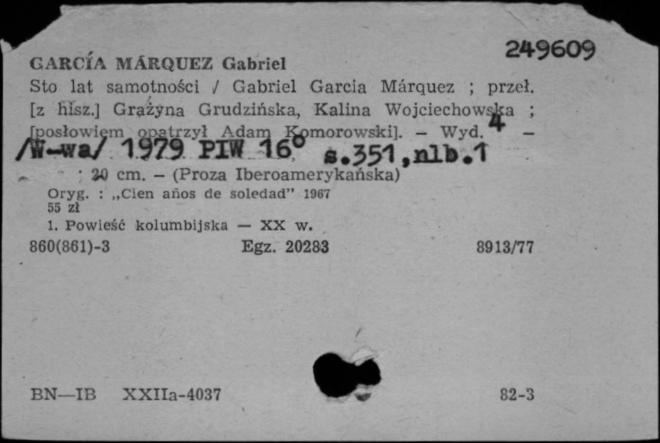 249609
GARCÍA MÁRQUEZ Gabriel
Sto lat samotności / Gabriel Garcia Márquez ; przeł.
[z hisz.] Grażyna Grudzińska, Kalina Wojciechowska ;
[posłowiem opatrzył Adam Komorowski]. — Wyd. 4 —
/W-wa/ 1979 PIW 16° s.351,nlb.1
; 20 cm. — (Proza Iberoamerykańska)
Oryg. : „Cien años de soledad” 1967
55 zł
1. Powieść kolumbijska — XX w.
860(861)-3 Egz. 20283 8913/77
BN—IB XXIIa-4037 82-3